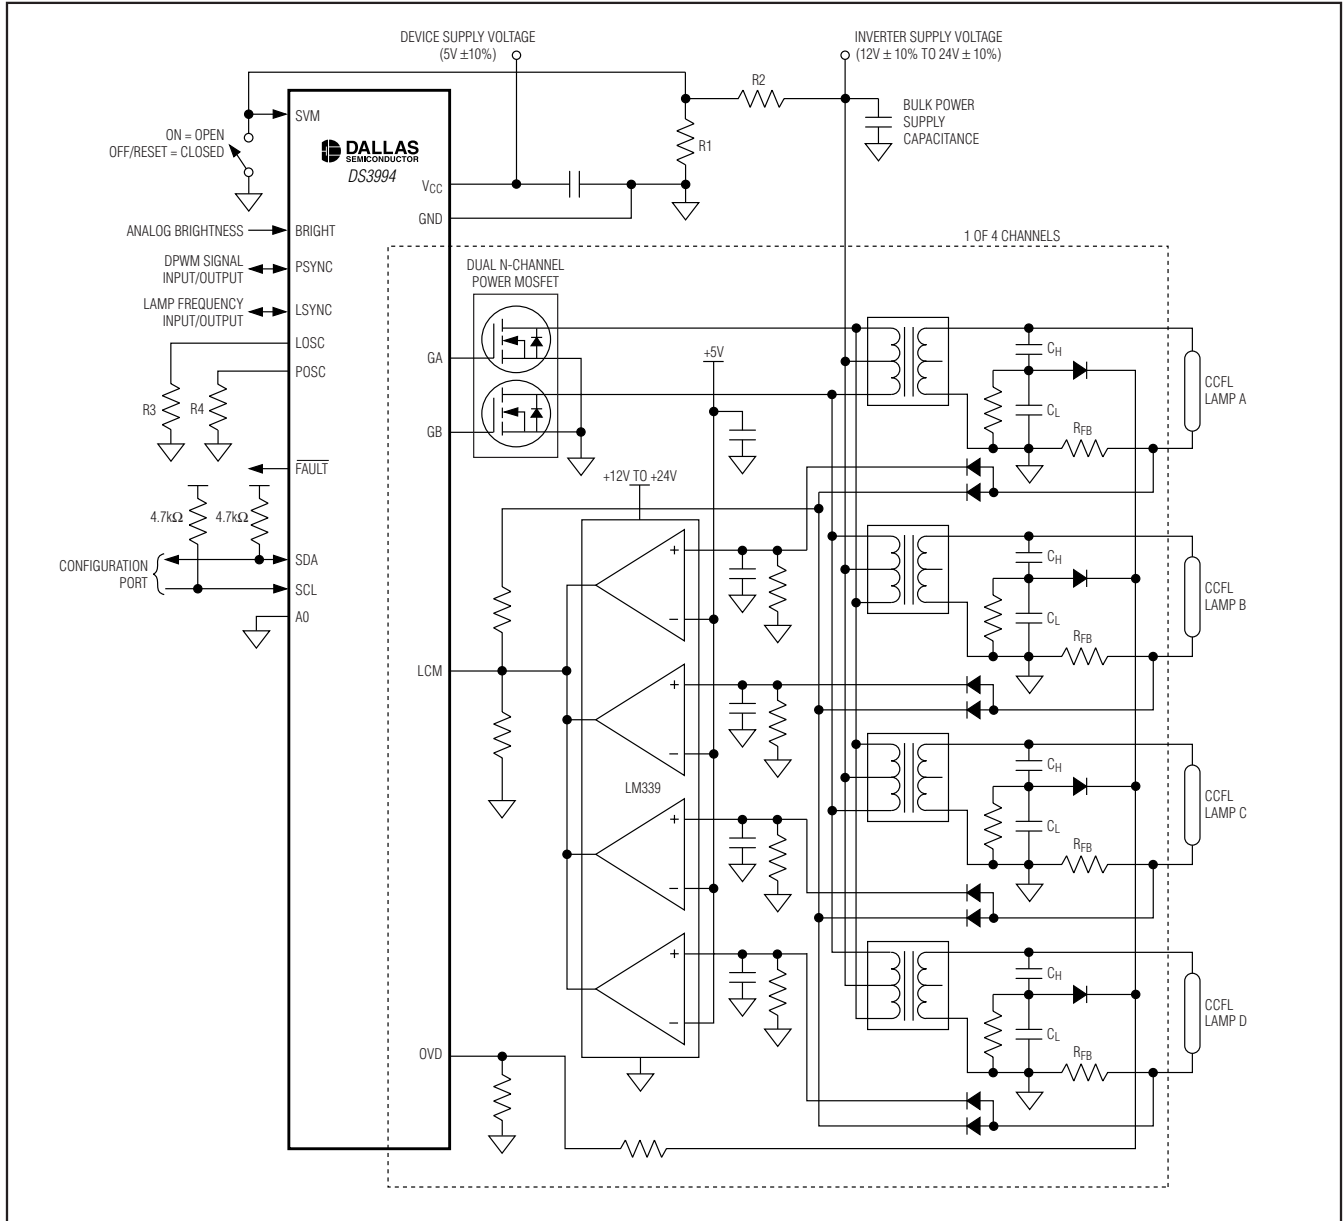 DEVICE SUPPLY VOLTAGE
(5V ±10%)
INVERTER SUPPLY VOLTAGE
(12V ± 10% TO 24V ± 10%)
R2
BULK POWER
SUPPLY
CAPACITANCE
SVM
ON = OPEN
OFF/RESET = CLOSED
DALLAS
SEMICONDUCTOR
DS3994
R1
VCC
GND
ANALOG BRIGHTNESS
BRIGHT
1 OF 4 CHANNELS
DPWM SIGNAL
INPUT/OUTPUT
PSYNC
DUAL N-CHANNEL
POWER MOSFET
LAMP FREQUENCY
INPUT/OUTPUT
LSYNC
LOSC
POSC
GA
+5V
CH
CCFL
LAMP A
R3
R4
CL
GB
RFB
FAULT
+12V TO +24V
4.7kΩ
4.7kΩ
+
CH
CONFIGURATION
PORT
SDA
SCL
CCFL
LAMP B
A0
−
CL
RFB
LCM
+
−
CH
LM339
CCFL
LAMP C
+
CL
RFB
−
+
CH
CCFL
LAMP D
−
CL
OVD
RFB